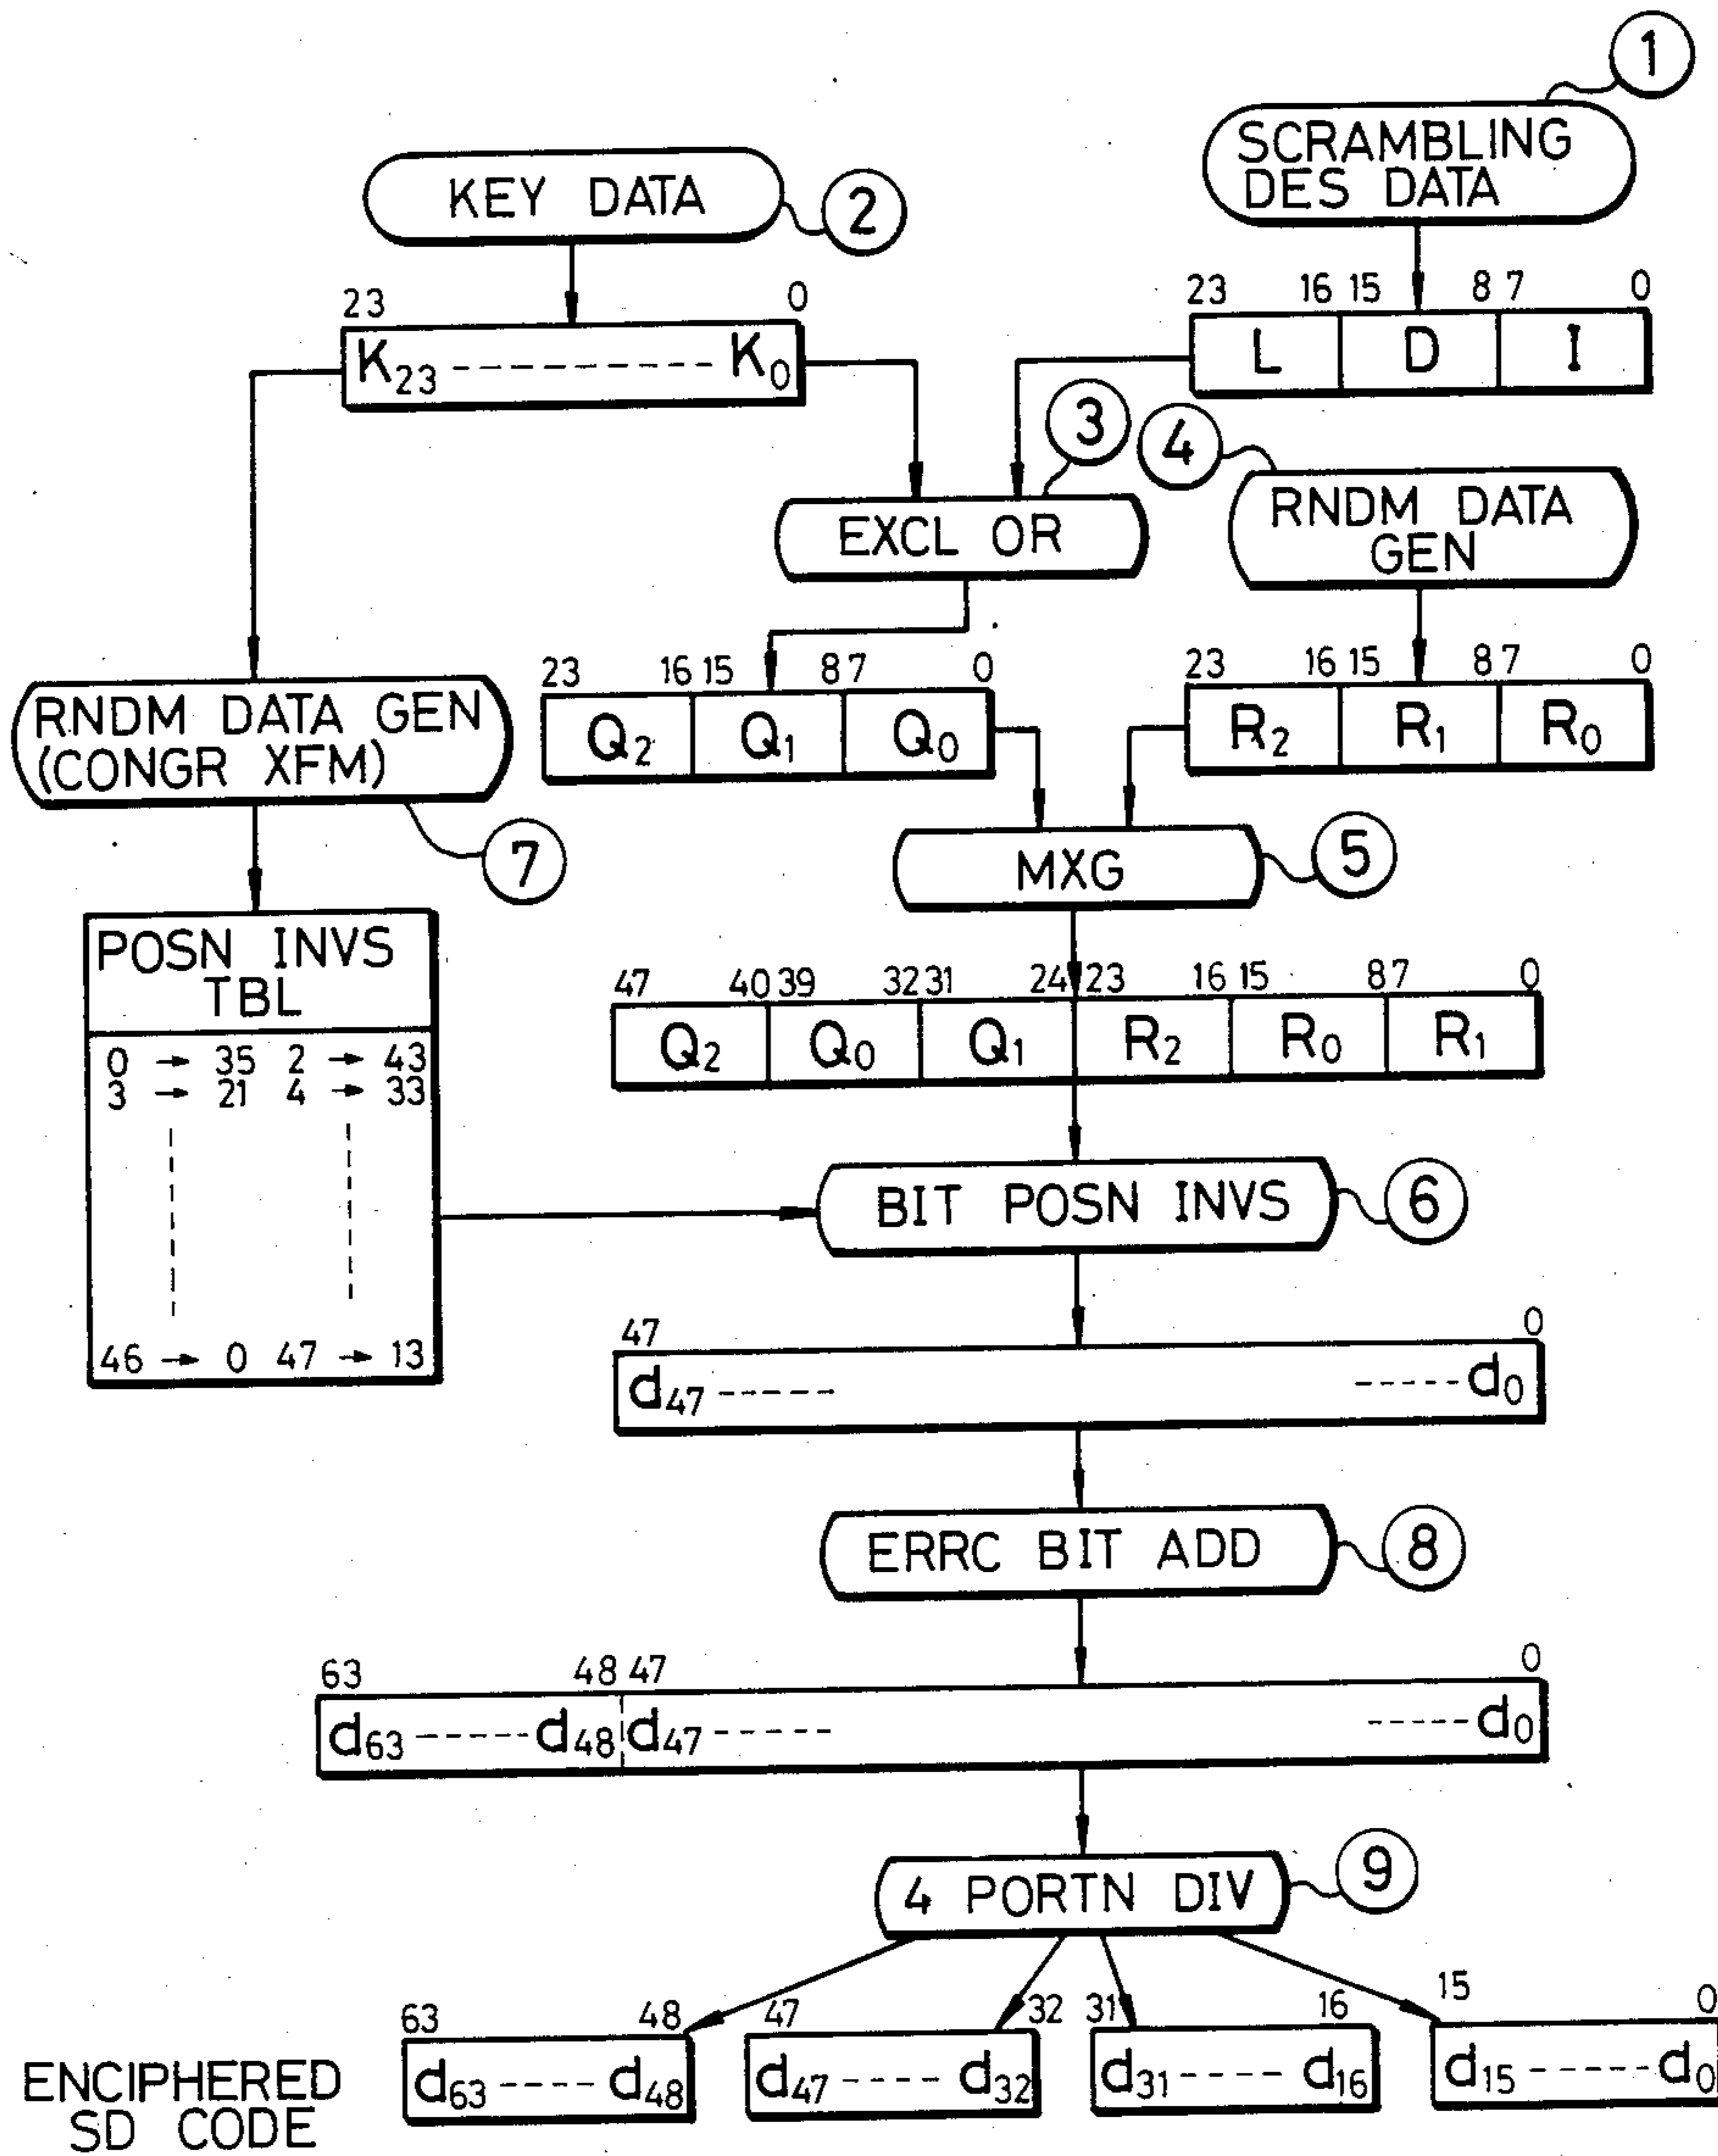 1
SCRAMBLING
DES DATA
KEY DATA
2
23 0
K23 --------- K0
23 16 15 8 7 0
L D I
3
4
EXCL OR
RNDM DATA
GEN
23 16 15 8 7 0
Q2 Q1 Q0
23 16 15 8 7 0
R2 R1 R0
RNDM DATA GEN
(CONGR XFM)
7
MXG
5
POSN INVS
TBL
0 → 35 2 → 43
3 → 21 4 → 33
46 → 0 47 → 13
47 40 39 32 31 24 23 16 15 8 7 0
Q2 Q0 Q1 R2 R0 R1
BIT POSN INVS
6
47 0
d47 ----- ----- d0
ERRC BIT ADD
8
63 48 47 0
d63 ----- d48 d47 ----- ----- d0
4 PORTN DIV
9
63 48 47 32 31 16 15 0
d63 ---- d48 d47 ---- d32 d31 ---- d16 d15 ----- d0
ENCIPHERED
SD CODE